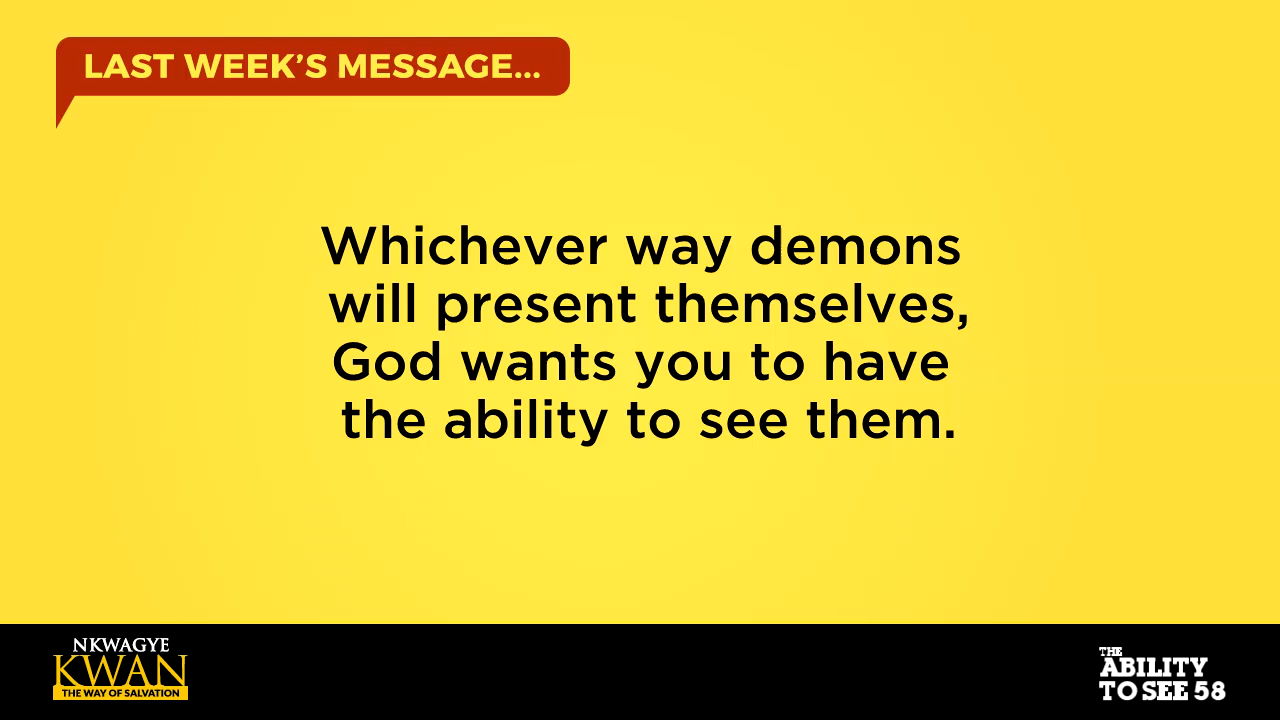 LAST WEEK’S MESSAGE...
Whichever way demons
will present themselves,
God wants you to have
the ability to see them.
NKWAGYE
KWAN
THE WAY OF SALVATION
THE
ABILITY
TO SEE 58